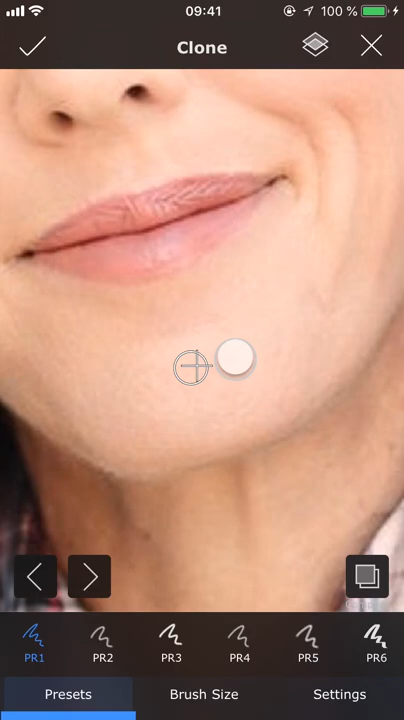 09:41
100 %
Clone
PR1 PR2 PR3 PR4 PR5 PR6
Presets Brush Size Settings